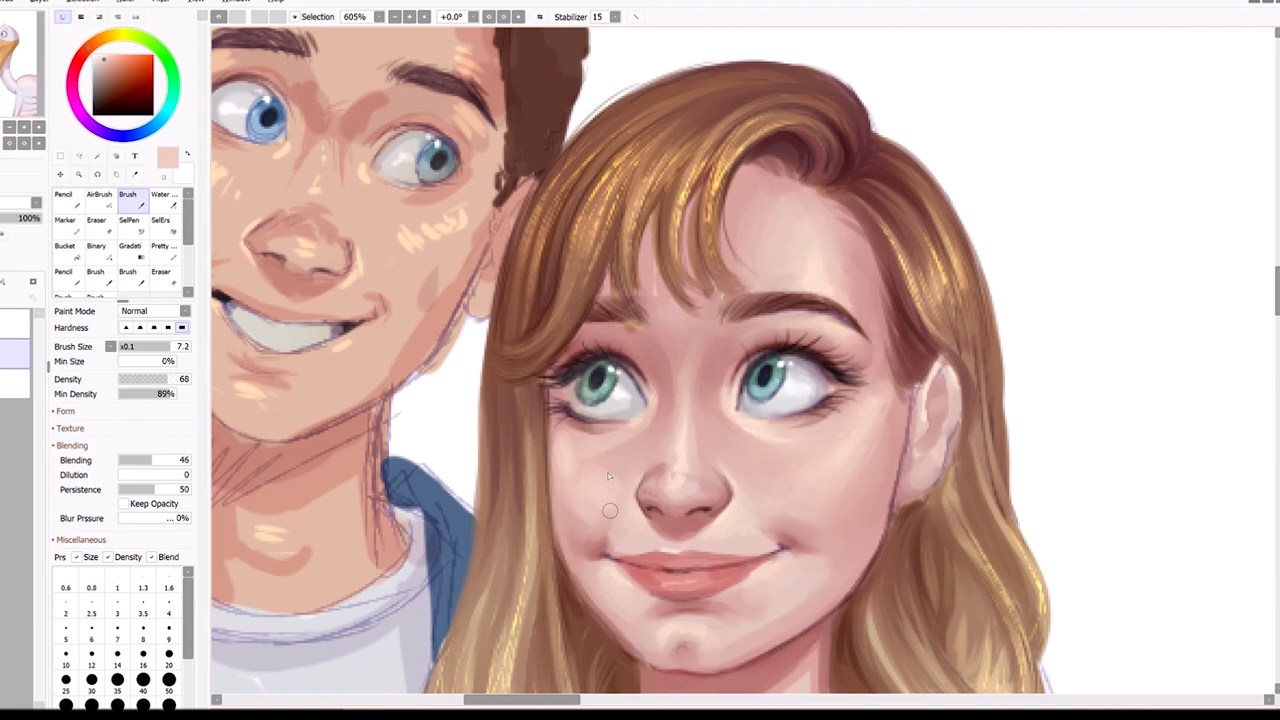 Selection 605% +0.0° Stabilizer 15
T
Pencil AirBrush Brush Water ...
Marker Eraser SelPen SelErs
Bucket Binary Gradati Pretty ...
Pencil Brush Brush Eraser
100%
Paint Mode Normal
Hardness
Brush Size x0.1 7.2
Min Size 0%
Density 68
Min Density 89%
Form
Texture
Blending
Blending 46
Dilution 0
Persistence 50
Keep Opacity
Blur Prssure ... 0%
Miscellaneous
Prs Size Density Blend
0.6 0.8 1 1.3 1.6
2 2.5 3 3.5 4
5 6 7 8 9
10 12 14 16 20
25 30 35 40 50